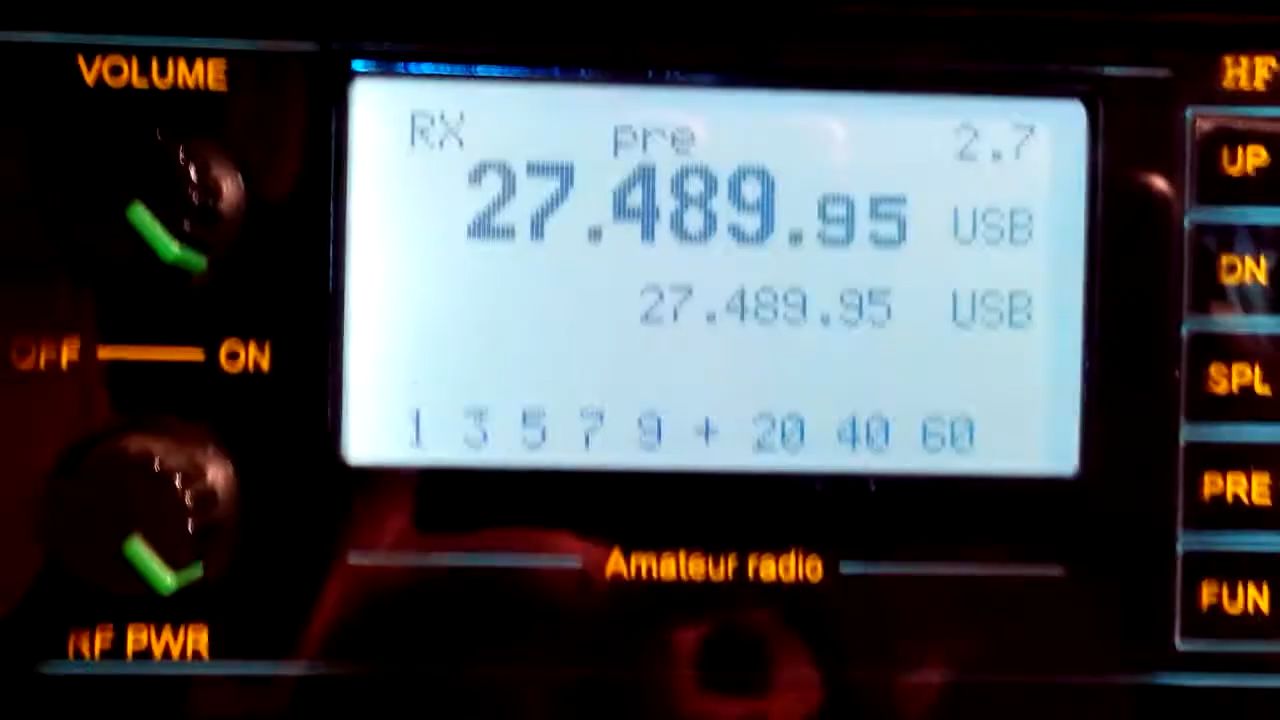 VOLUME
HF
RX pre 2.7
27.489.95 USB
27.489.95 USB
1 3 5 7 9 + 20 40 60
OFF ON
RF PWR
Amateur radio
UP
DN
SPL
PRE
FUN